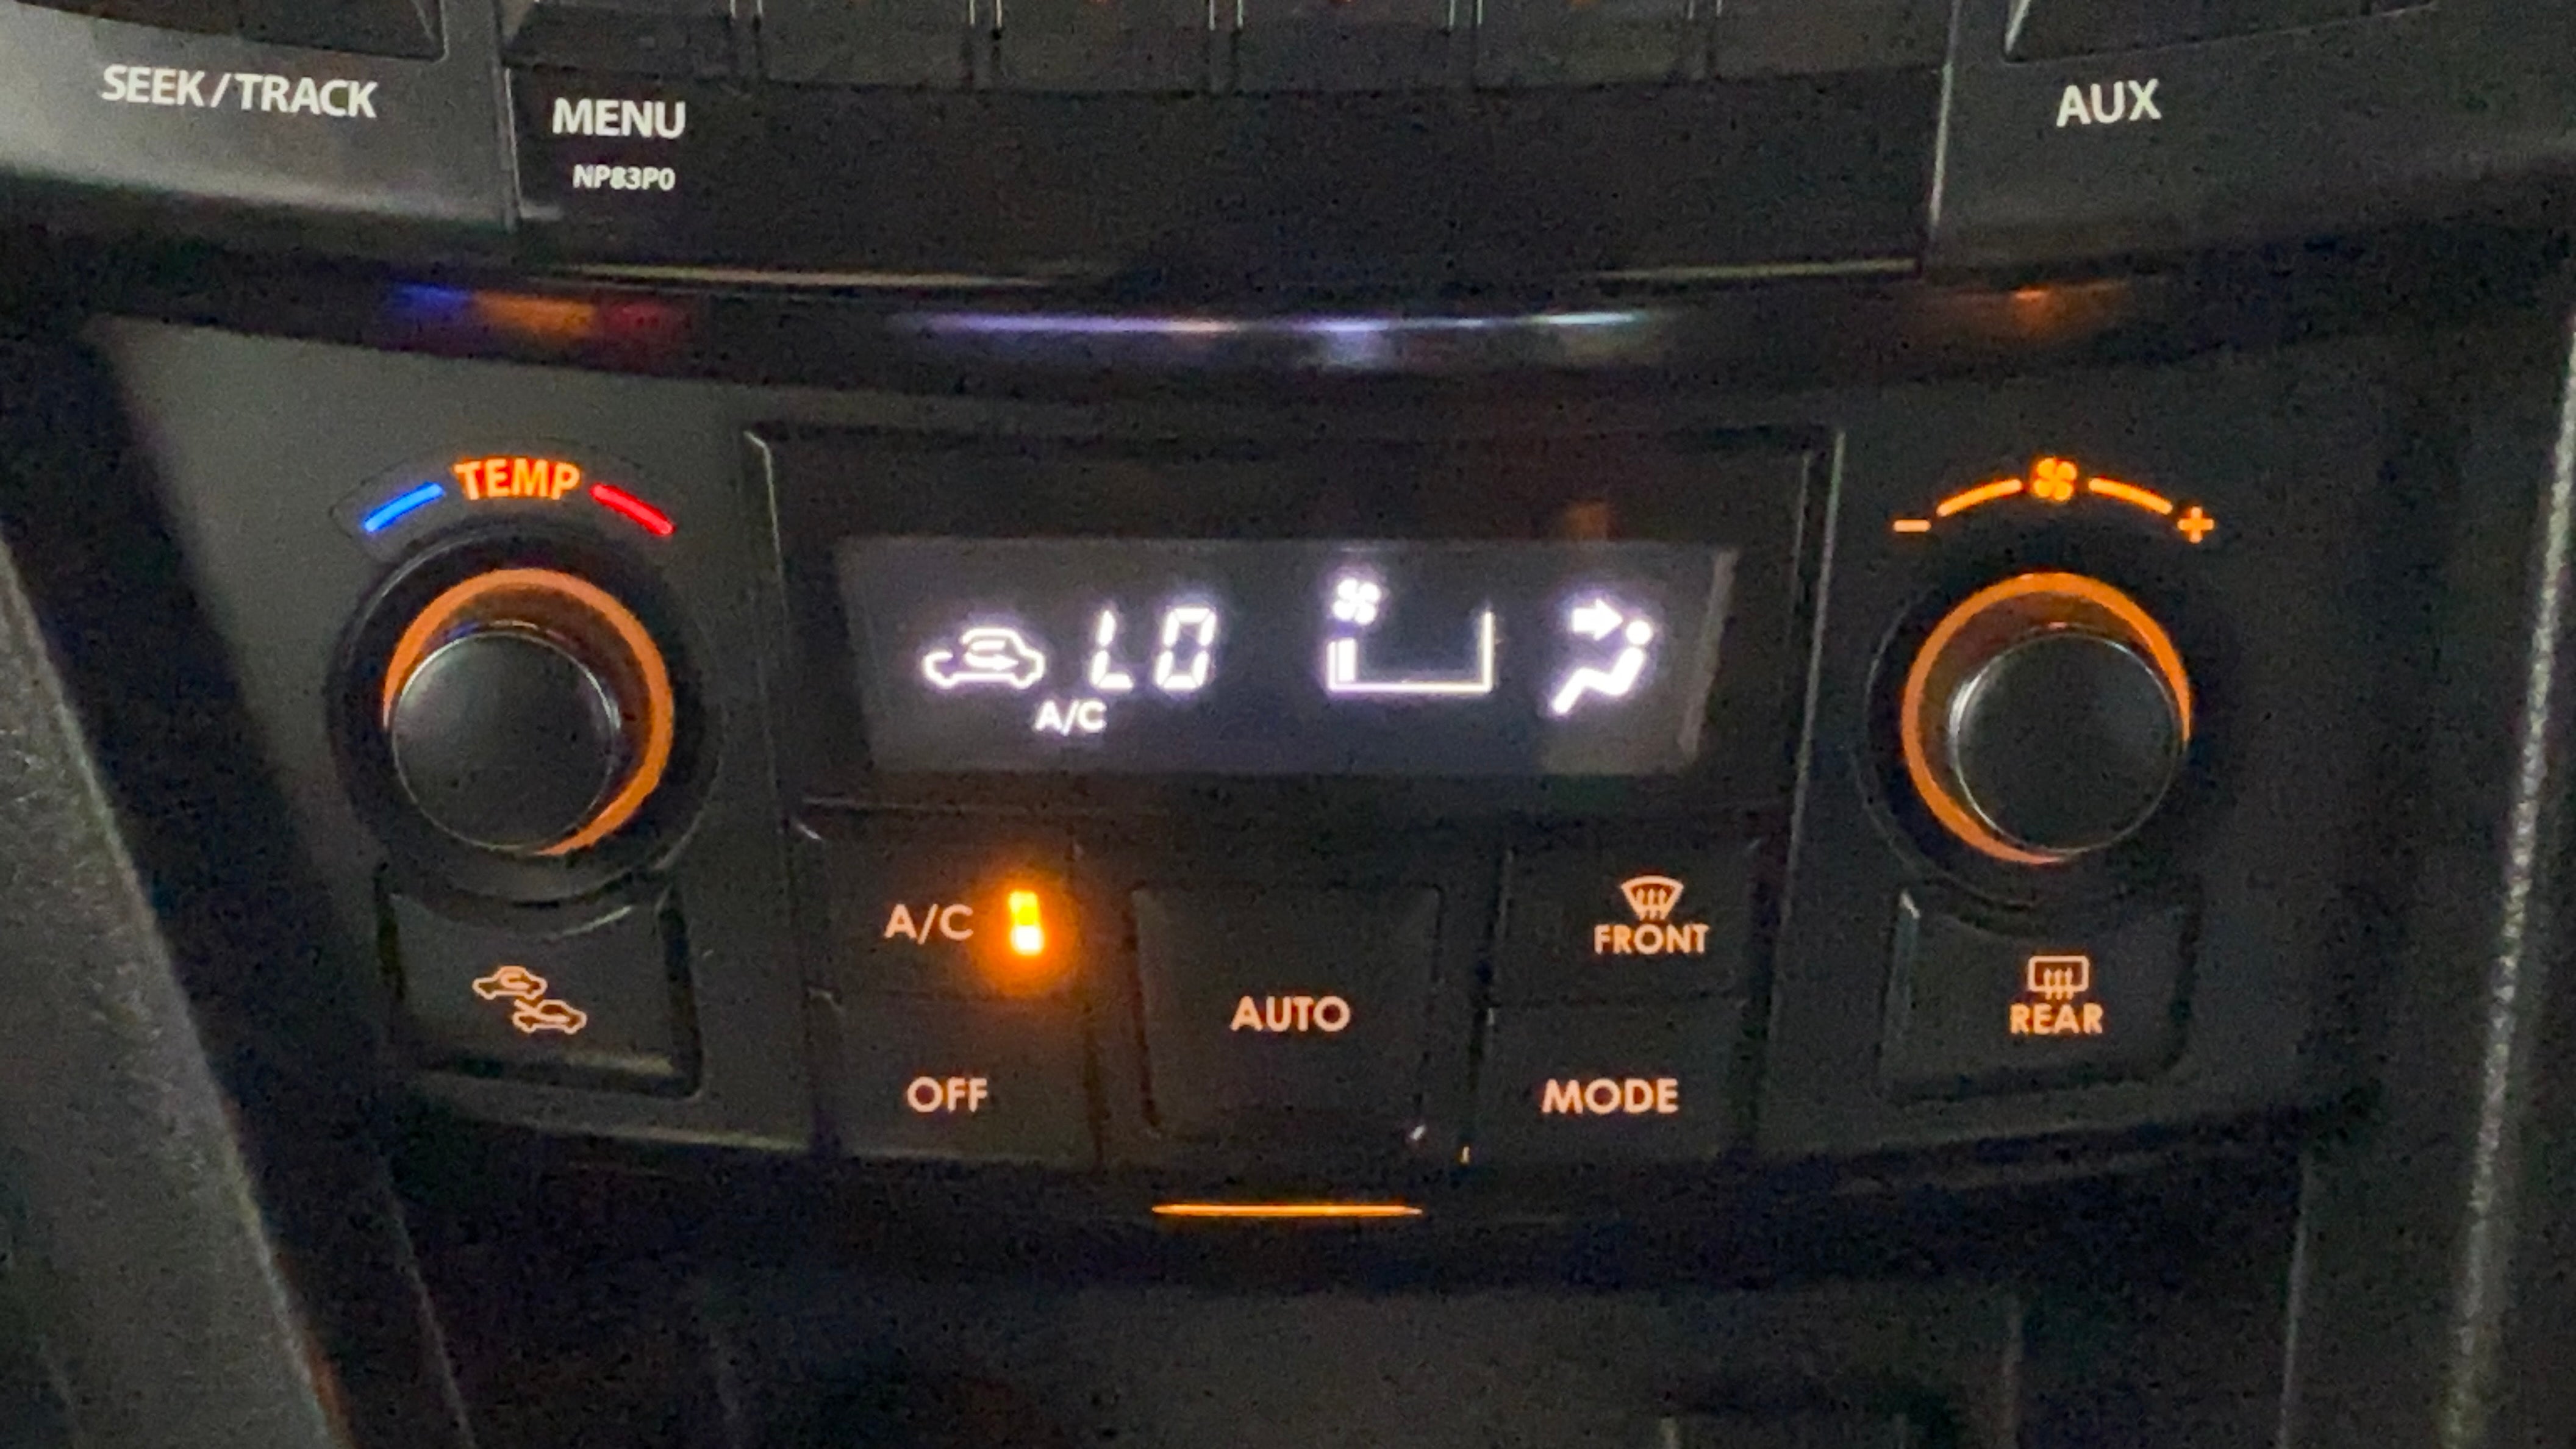 SEEK/TRACK
MENU
NP83P0
AUX
TEMP
- +
LO
A/C
A/C
FRONT
AUTO
REAR
OFF
MODE